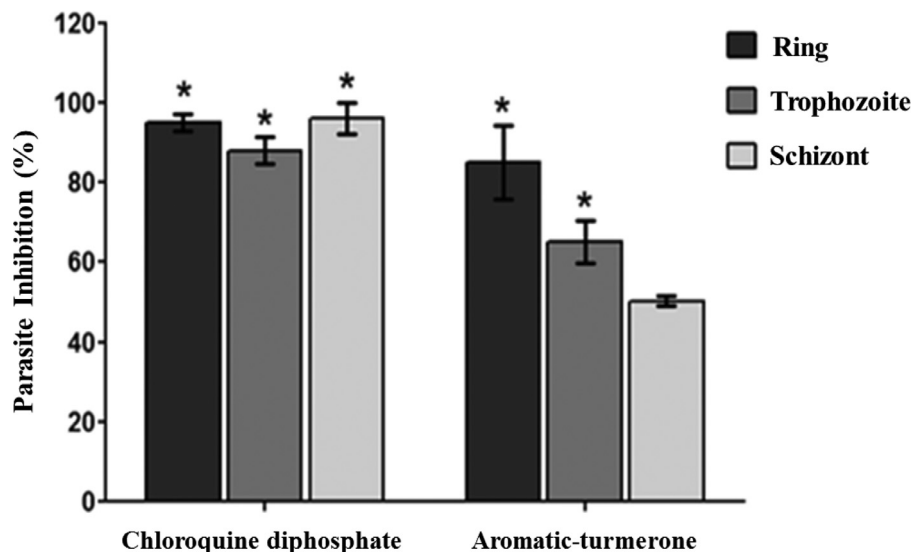 Parasite Inhibition (%)
120
100
80
60
40
20
0
*
*
*
*
*
Ring
Trophozoite
Schizont
Chloroquine diphosphate
Aromatic-turmerone